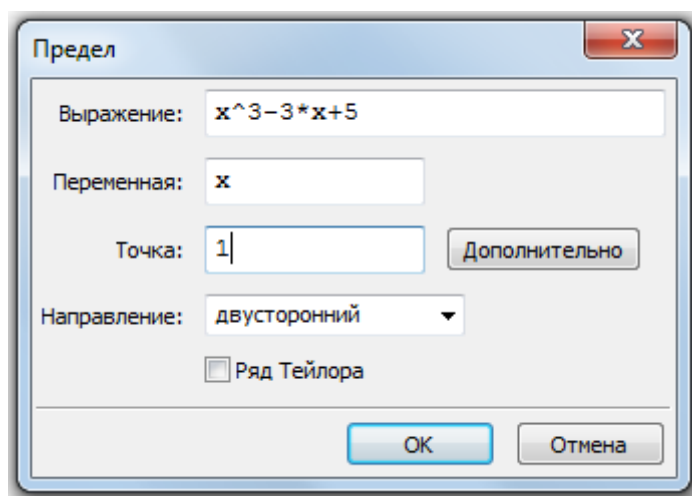 Предел
Выражение: x^3-3*x+5
Переменная: x
Точка: 1 Дополнительно
Направление: двусторонний
Ряд Тейлора
OK Отмена